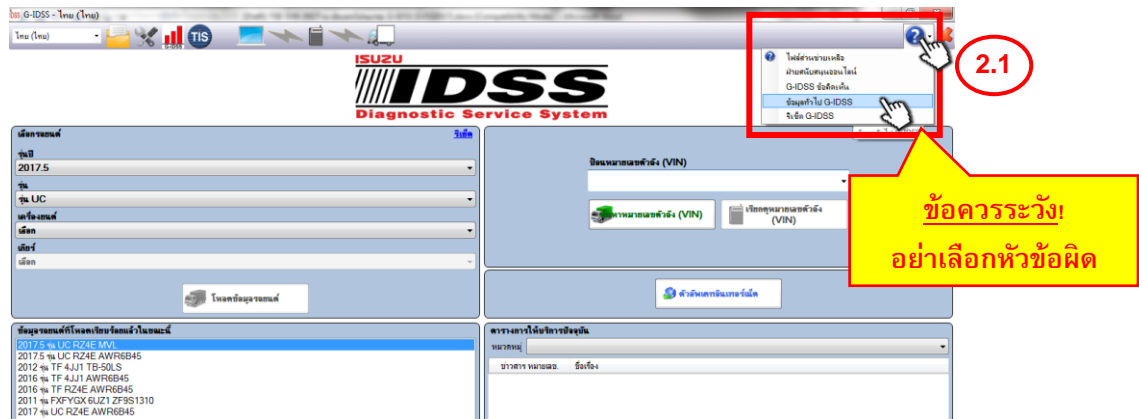 G-IDSS - ไทย (ไทย)
ไทย (ไทย)
G-IDSS
TIS
ISUZU
IDSS
Diagnostic Service System
ไฟล์ส่วนช่วยเหลือ
ฝ่ายสนับสนุนออนไลน์
G-IDSS ข้อคิดเห็น
ข้อมูลทั่วไป G-IDSS
รีเซ็ต G-IDSS
2.1
ข้อควรระวัง!
อย่าเลือกหัวข้อผิด
เลือกรถยนต์
รีเซ็ต
รุ่นปี
2017.5
รุ่น
รุ่น UC
เครื่องยนต์
เลือก
เกียร์
เลือก
โหลดข้อมูลรถยนต์
ป้อนหมายเลขตัวถัง (VIN)
หาหมายเลขตัวถัง (VIN)
เรียกดูหมายเลขตัวถัง
(VIN)
ตัวอัพเดทอินเทอร์เน็ต
ข้อมูลรถยนต์ที่โหลดเรียบร้อยแล้วในขณะนี้
2017.5 รุ่น UC RZ4E MVL
2017.5 รุ่น UC RZ4E AWR6B45
2012 รุ่น TF 4JJ1 TB-50LS
2016 รุ่น TF 4JJ1 AWR6B45
2016 รุ่น TF RZ4E AWR6B45
2011 รุ่น FXFYGX 6UZ1 ZF9S1310
2017 รุ่น UC RZ4E AWR6B45
ตารางการให้บริการปัจจุบัน
หมวดหมู่
ข่าวสาร หมายเลข.
ชื่อเรื่อง